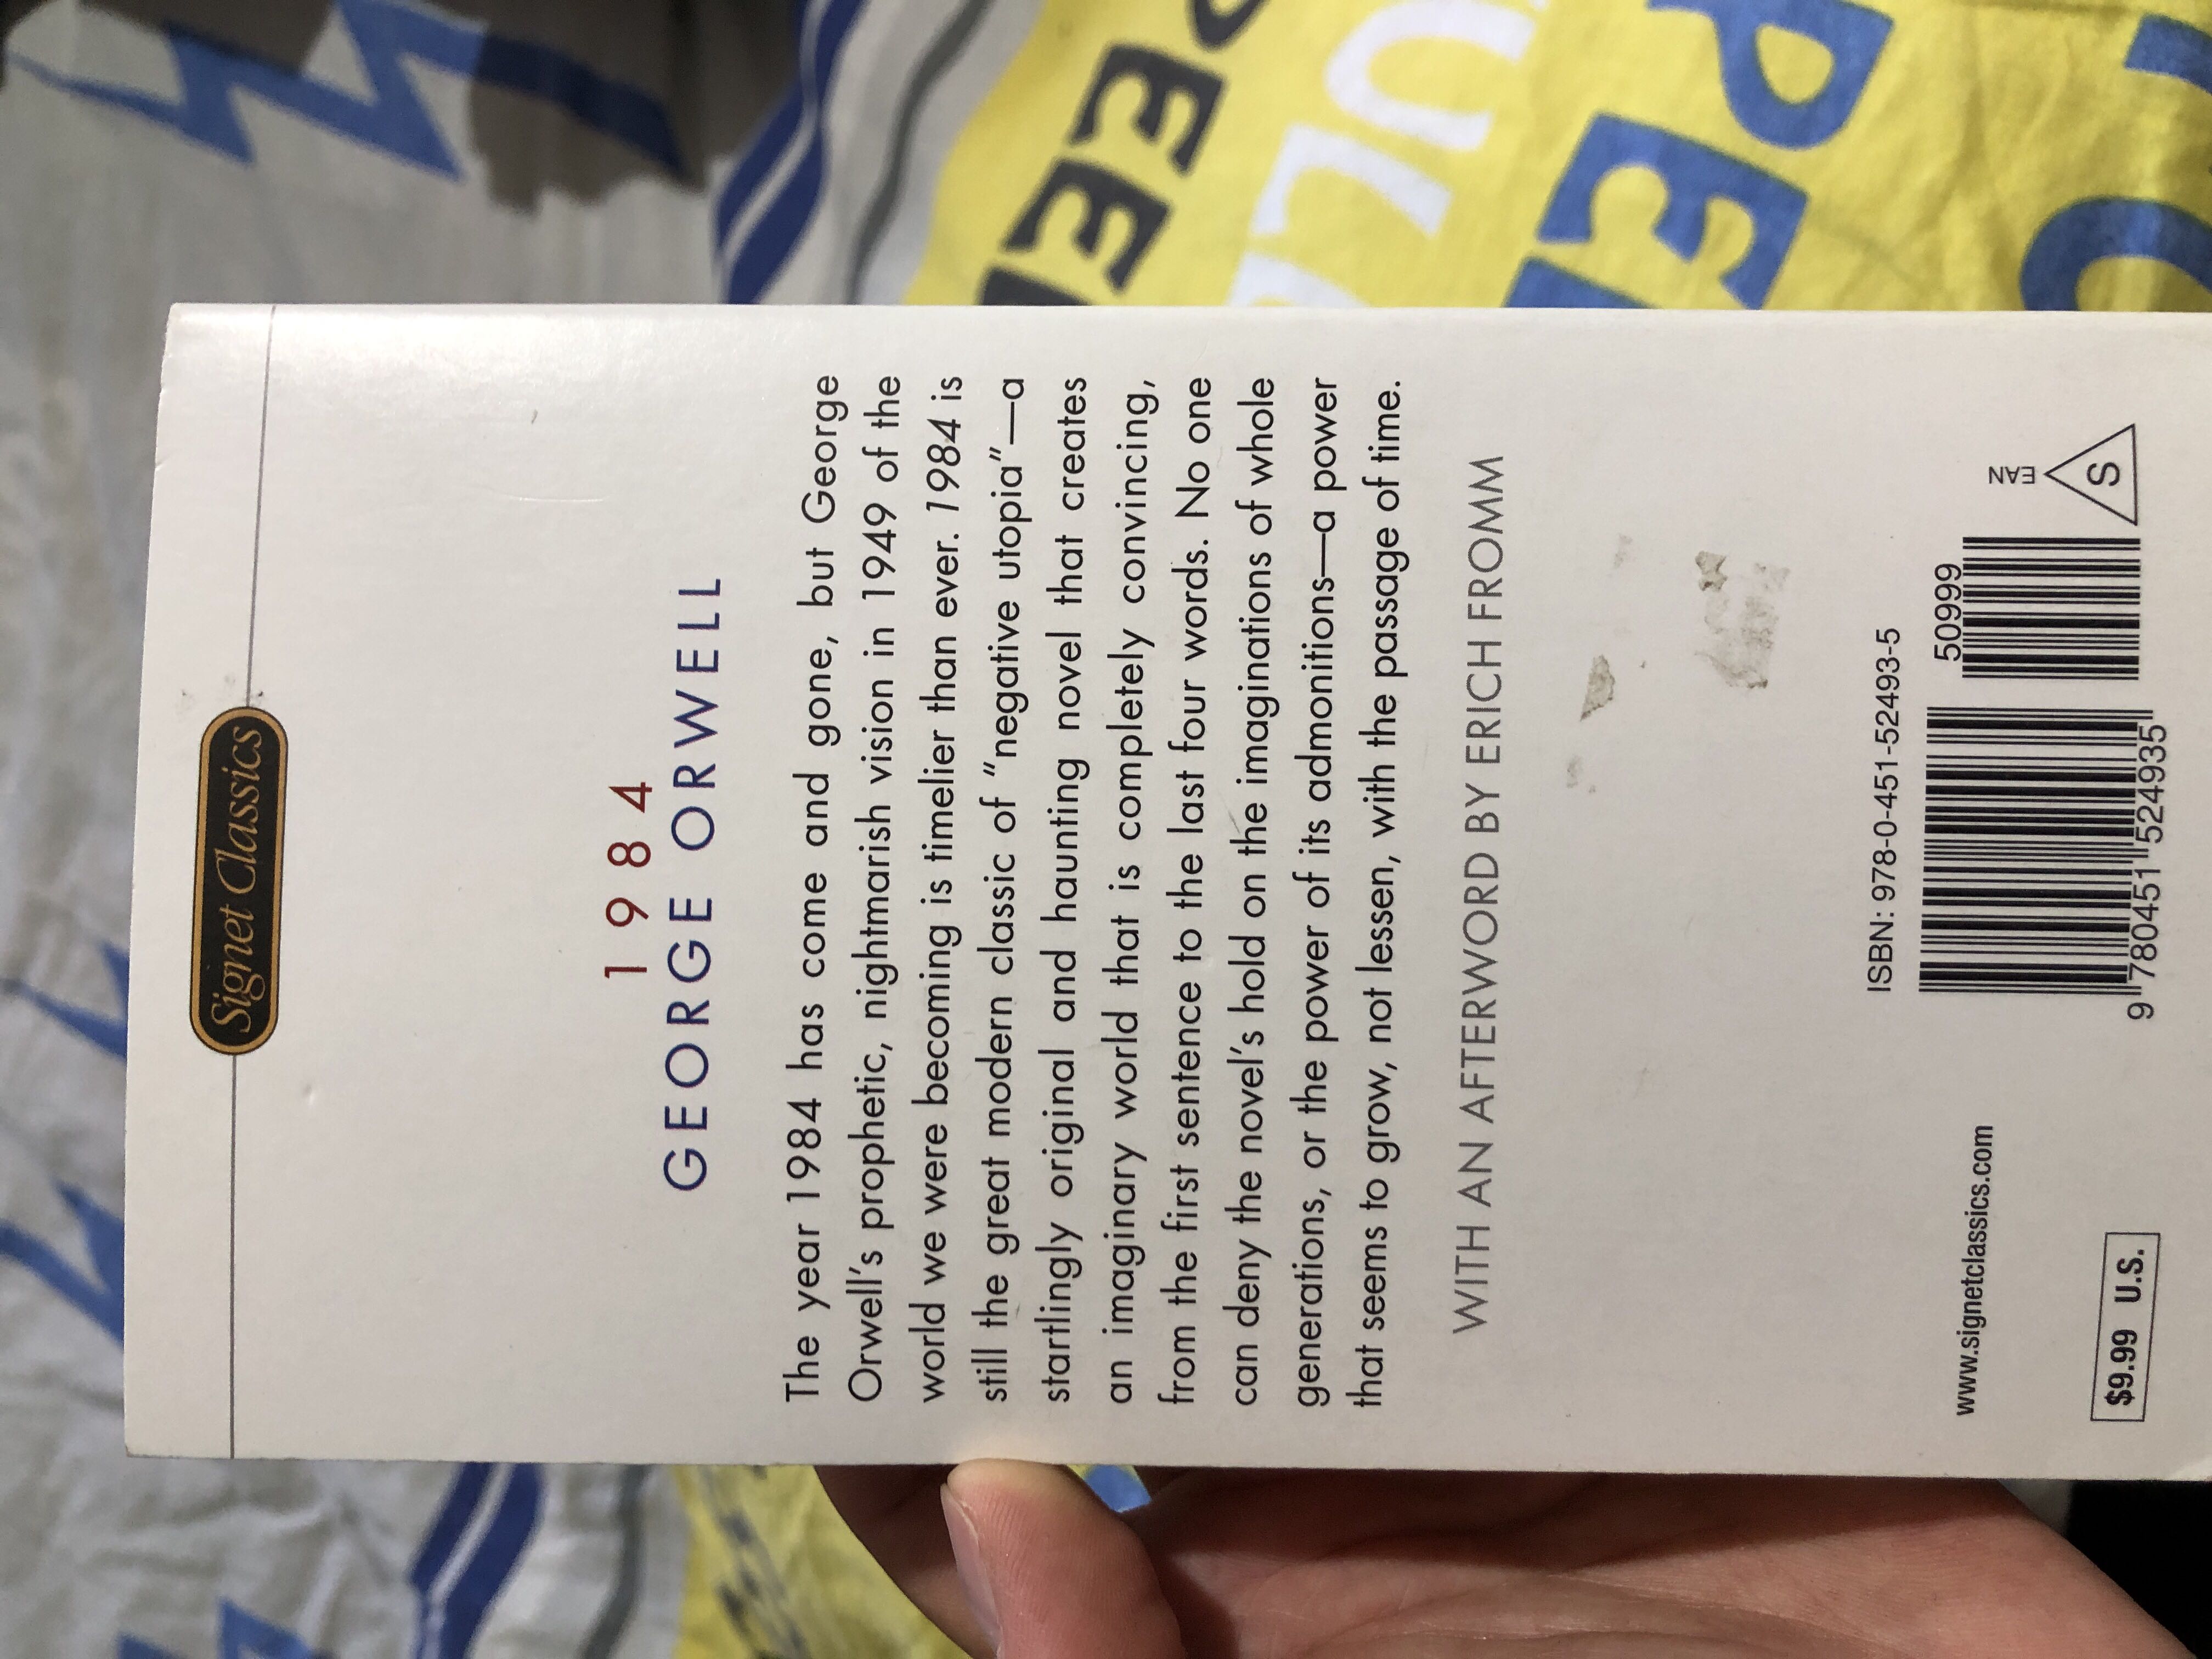 Signet Classics
1984
GEORGE ORWELL
The year 1984 has come and gone, but George
Orwell's prophetic, nightmarish vision in 1949 of the
world we were becoming is timelier than ever. 1984 is
still the great modern classic of “negative utopia”—a
startlingly original and haunting novel that creates
an imaginary world that is completely convincing,
from the first sentence to the last four words. No one
can deny the novel's hold on the imaginations of whole
generations, or the power of its admonitions—a power
that seems to grow, not lessen, with the passage of time.
WITH AN AFTERWORD BY ERICH FROMM
www.signetclassics.com
$9.99 U.S.
ISBN: 978-0-451-52493-5
50999
9 780451 524935
EAN
S